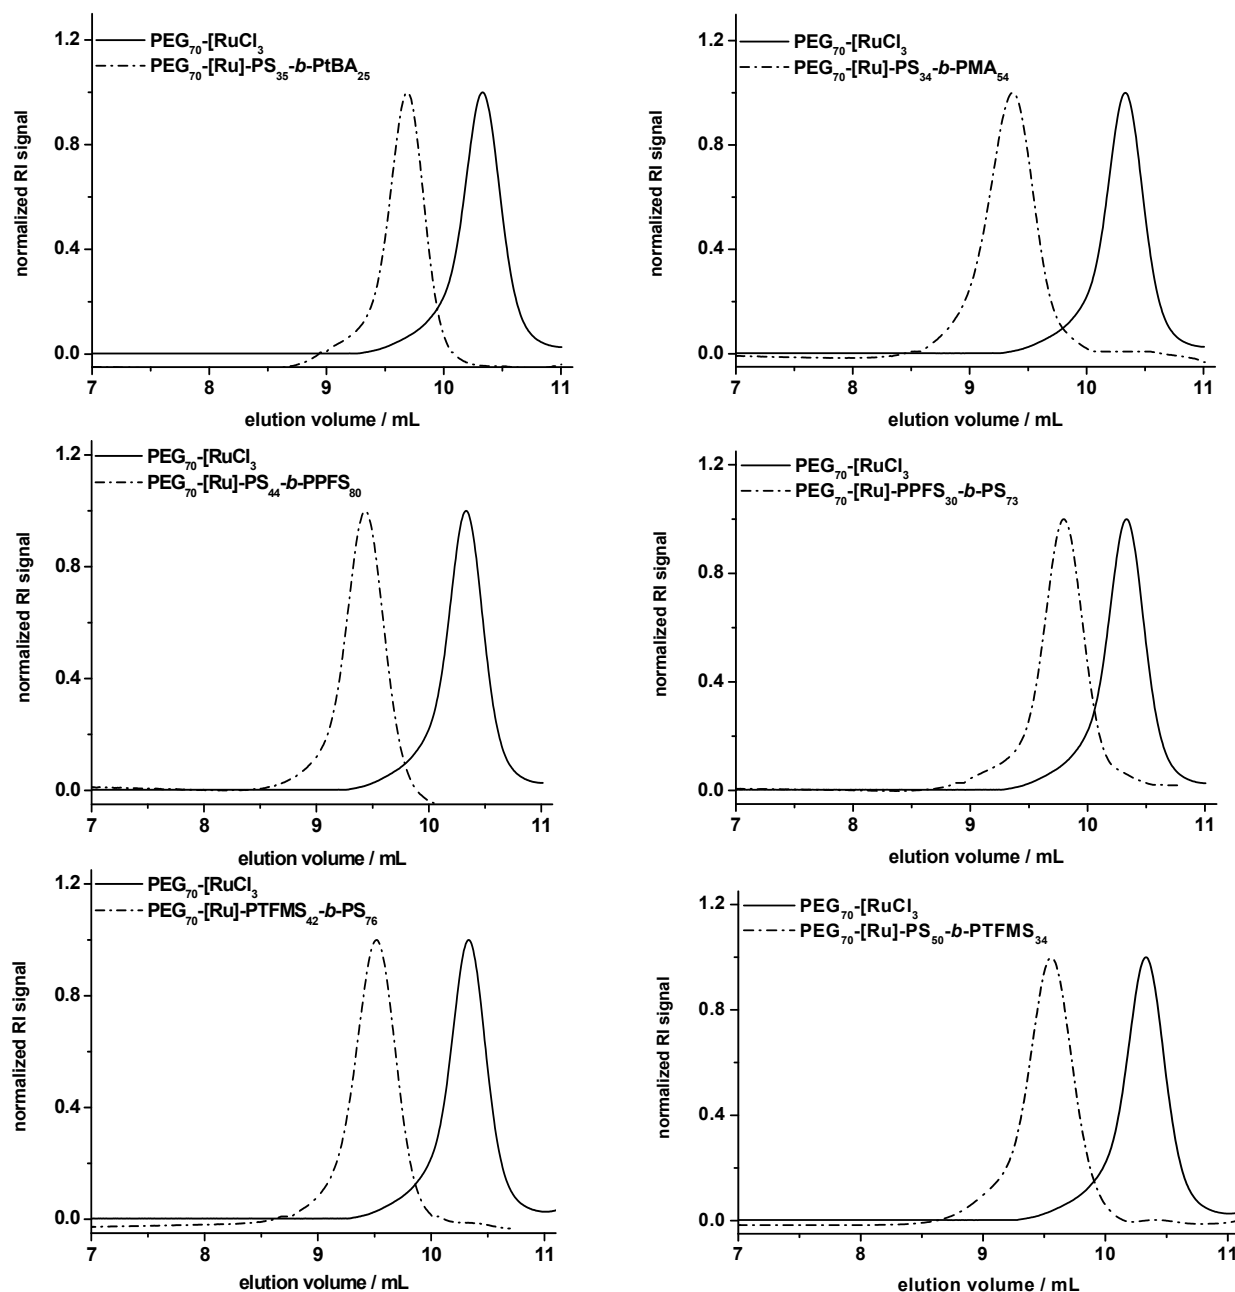 PEG70-[RuCl3
PEG70-[Ru]-PS35-b-PtBA25
1.2
0.8
0.4
0.0
normalized RI signal
7 8 9 10 11
elution volume / mL
PEG70-[RuCl3
PEG70-[Ru]-PS34-b-PMA54
1.2
0.8
0.4
0.0
normalized RI signal
7 8 9 10 11
elution volume / mL
PEG70-[RuCl3
PEG70-[Ru]-PS44-b-PPFS80
1.2
0.8
0.4
0.0
normalized RI signal
7 8 9 10 11
elution volume / mL
PEG70-[RuCl3
PEG70-[Ru]-PPFS30-b-PS73
1.2
0.8
0.4
0.0
normalized RI signal
7 8 9 10 11
elution volume / mL
PEG70-[RuCl3
PEG70-[Ru]-PTFMS42-b-PS76
1.2
0.8
0.4
0.0
normalized RI signal
7 8 9 10 11
elution volume / mL
PEG70-[RuCl3
PEG70-[Ru]-PS50-b-PTFMS34
1.2
0.8
0.4
0.0
normalized RI signal
7 8 9 10 11
elution volume / mL